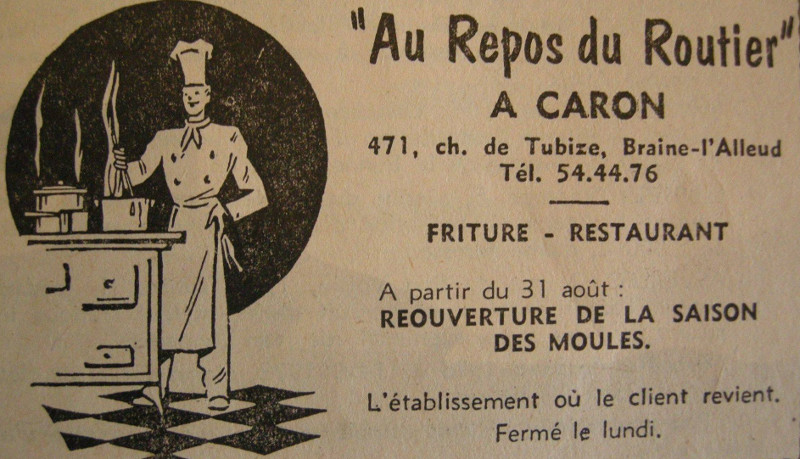 "Au Repos du Routier"
A CARON
471, ch. de Tubize, Braine-l'Alleud
Tél. 54.44.76
FRITURE - RESTAURANT
A partir du 31 août :
REOUVERTURE DE LA SAISON
DES MOULES.
L'établissement où le client revient.
Fermé le lundi.